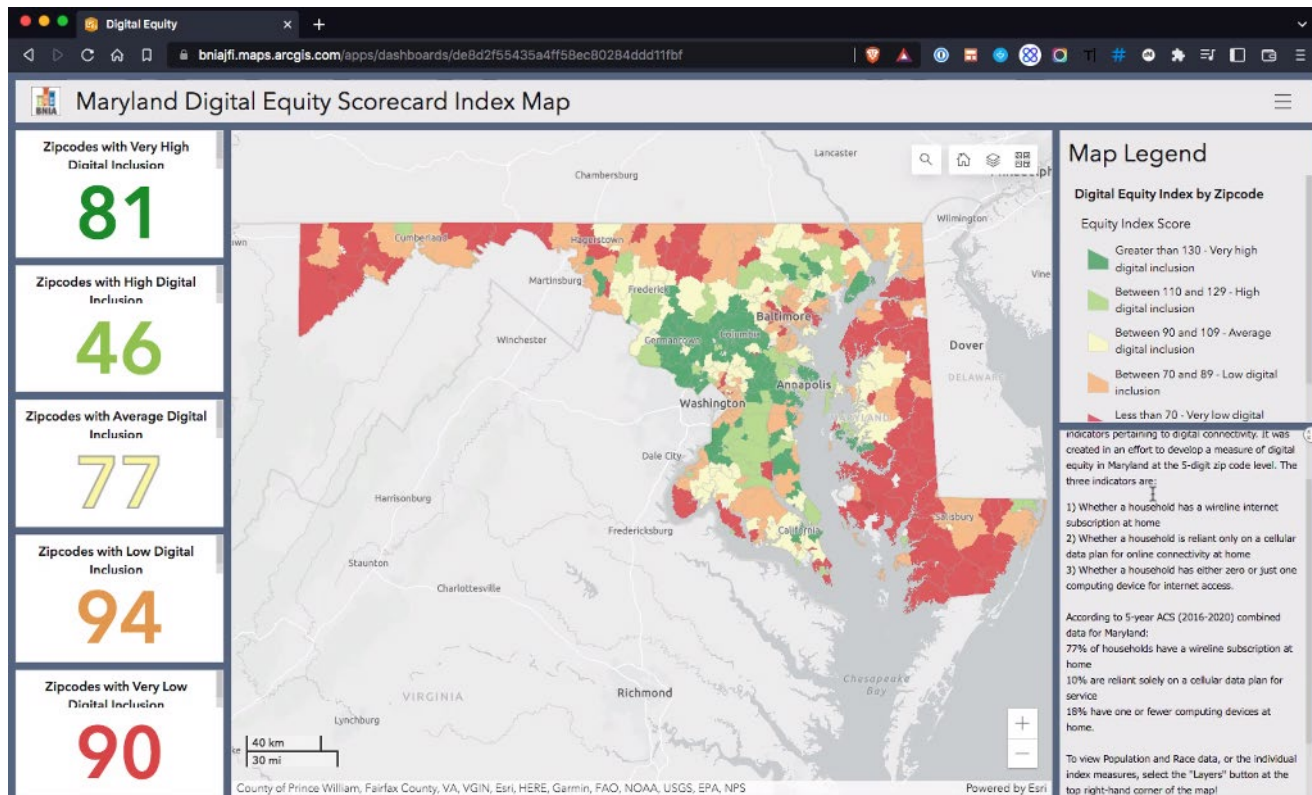 Digital Equity
bniajfi.maps.arcgis.com/apps/dashboards/de8d2f55435a4ff58ec80284ddd11fbf
BNIA
Maryland Digital Equity Scorecard Index Map
Zipcodes with Very High
Digital Inclusion
81
Zipcodes with High Digital
Inclusion
46
Zipcodes with Average Digital
Inclusion
77
Zipcodes with Low Digital
Inclusion
94
Zipcodes with Very Low
Digital Inclusion
90
Lancaster
Chambersburg
Wilmington
Cumberland
Hagerstown
Martinsburg
Vine
Frederick
Baltimore
Winchester
Germantown
Columbia
Dover
DELAWARE
Annapolis
Washington
MARYLAND
Dale City
Harrisonburg
Salisbury
Fredericksburg
California
Staunton
Charlottesville
Chesapeake
Bay
VIRGINIA
Richmond
Lynchburg
40 km
30 mi
County of Prince William, Fairfax County, VA, VGIN, Esri, HERE, Garmin, FAO, NOAA, USGS, EPA, NPS
Powered by Esri
Map Legend
Digital Equity Index by Zipcode
Equity Index Score
Greater than 130 - Very high
digital inclusion
Between 110 and 129 - High
digital inclusion
Between 90 and 109 - Average
digital inclusion
Between 70 and 89 - Low digital
inclusion
Less than 70 - Very low digital
indicators pertaining to digital connectivity. It was
created in an effort to develop a measure of digital
equity in Maryland at the 5-digit zip code level. The
three indicators are:
1) Whether a household has a wireline internet
subscription at home
2) Whether a household is reliant only on a cellular
data plan for online connectivity at home
3) Whether a household has either zero or just one
computing device for internet access.
According to 5-year ACS (2016-2020) combined
data for Maryland:
77% of households have a wireline subscription at
home
10% are reliant solely on a cellular data plan for
service
18% have one or fewer computing devices at
home.
To view Population and Race data, or the individual
index measures, select the "Layers" button at the
top right-hand corner of the map!